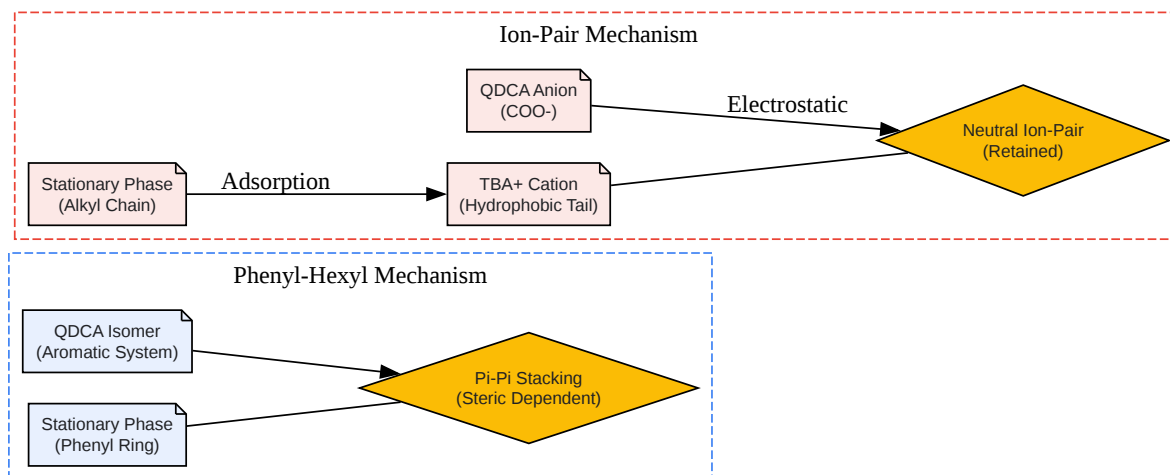 Ion-Pair Mechanism
QDCA Anion
(COO-)
Electrostatic
Neutral Ion-Pair
(Retained)
Stationary Phase
(Alkyl Chain)
Adsorption
TBA+ Cation
(Hydrophobic Tail)
Phenyl-Hexyl Mechanism
QDCA Isomer
(Aromatic System)
Pi-Pi Stacking
(Steric Dependent)
Stationary Phase
(Phenyl Ring)